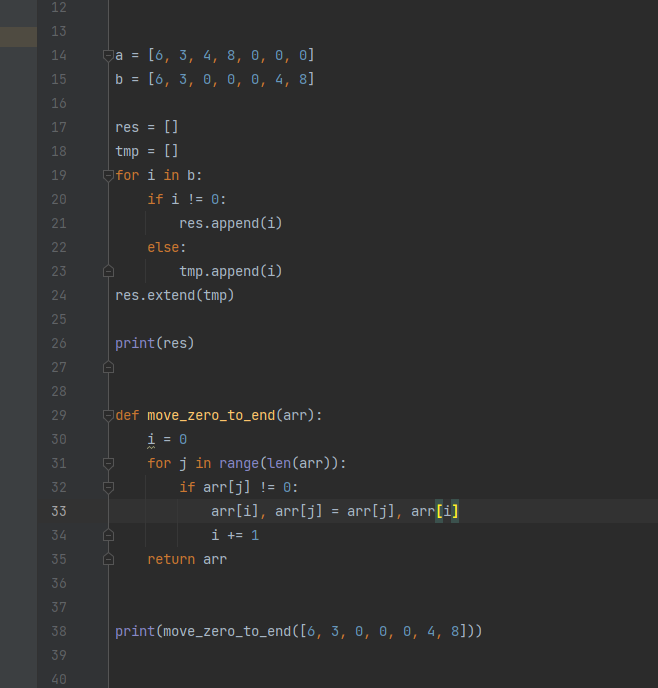 12
13
14 a = [6, 3, 4, 8, 0, 0, 0]
15 b = [6, 3, 0, 0, 0, 4, 8]
16
17 res = []
18 tmp = []
19 for i in b:
20     if i != 0:
21         res.append(i)
22     else:
23         tmp.append(i)
24 res.extend(tmp)
25
26 print(res)
27
28
29 def move_zero_to_end(arr):
30     i = 0
31     for j in range(len(arr)):
32         if arr[j] != 0:
33             arr[i], arr[j] = arr[j], arr[i]
34             i += 1
35     return arr
36
37
38 print(move_zero_to_end([6, 3, 0, 0, 0, 4, 8]))
39
40